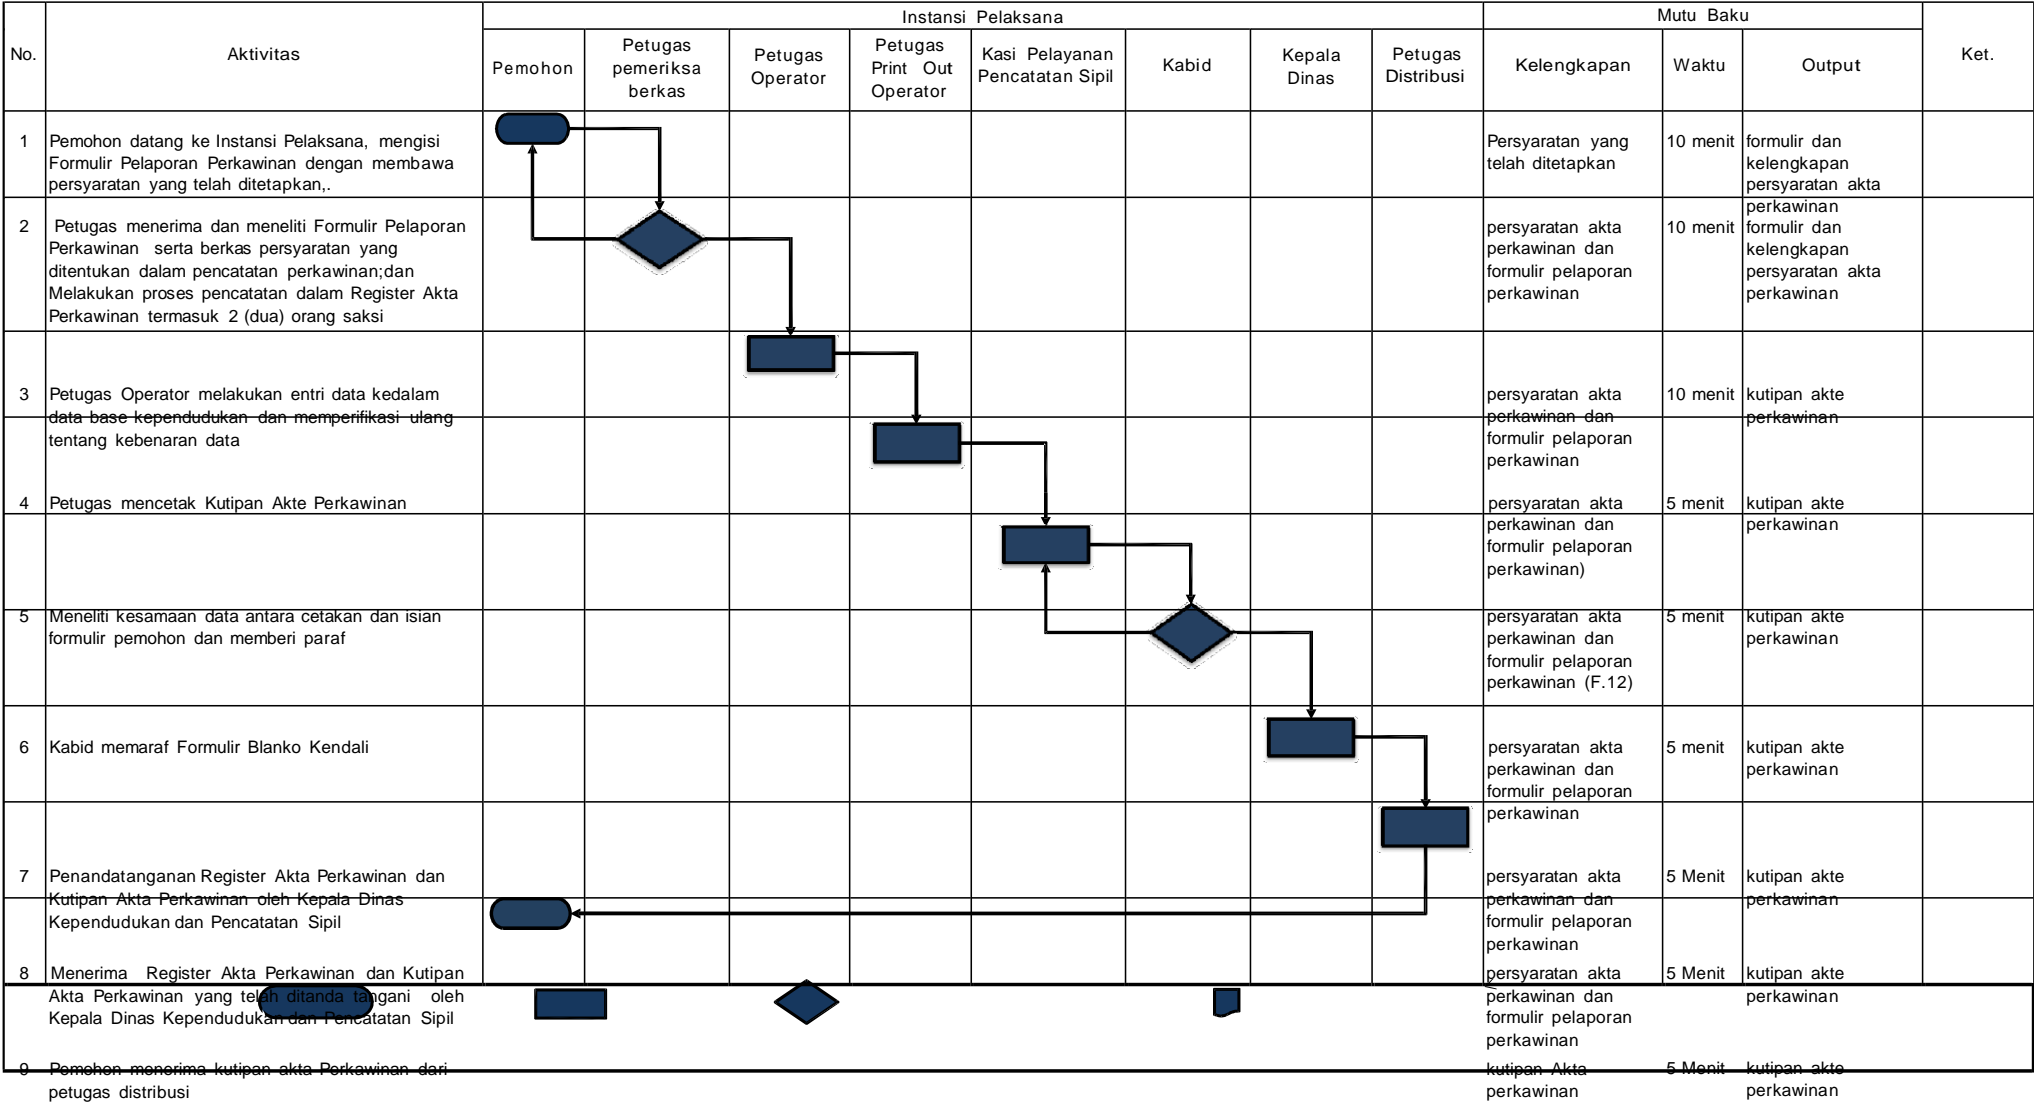 Instansi Pelaksana
Mutu Baku
No.
Aktivitas
Pemohon
Petugas
pemeriksa
berkas
Petugas
Operator
Petugas
Print Out
Operator
Kasi Pelayanan
Pencatatan Sipil
Kabid
Kepala
Dinas
Petugas
Distribusi
Kelengkapan
Waktu
Output
Ket.
1
Pemohon datang ke Instansi Pelaksana, mengisi
Formulir Pelaporan Perkawinan dengan membawa
persyaratan yang telah ditetapkan,.
Persyaratan yang
telah ditetapkan
10 menit
formulir dan
kelengkapan
persyaratan akta
perkawinan
2
Petugas menerima dan meneliti Formulir Pelaporan
Perkawinan serta berkas persyaratan yang
ditentukan dalam pencatatan perkawinan;dan
Melakukan proses pencatatan dalam Register Akta
Perkawinan termasuk 2 (dua) orang saksi
persyaratan akta
perkawinan dan
formulir pelaporan
perkawinan
10 menit
formulir dan
kelengkapan
persyaratan akta
perkawinan
3
Petugas Operator melakukan entri data kedalam
data base kependudukan dan memperifikasi ulang
tentang kebenaran data
persyaratan akta
perkawinan dan
formulir pelaporan
perkawinan
10 menit
kutipan akte
perkawinan
4
Petugas mencetak Kutipan Akte Perkawinan
persyaratan akta
perkawinan dan
formulir pelaporan
perkawinan)
5 menit
kutipan akte
perkawinan
5
Meneliti kesamaan data antara cetakan dan isian
formulir pemohon dan memberi paraf
persyaratan akta
perkawinan dan
formulir pelaporan
perkawinan (F.12)
5 menit
kutipan akte
perkawinan
6
Kabid memaraf Formulir Blanko Kendali
persyaratan akta
perkawinan dan
formulir pelaporan
perkawinan
5 menit
kutipan akte
perkawinan
7
Penandatanganan Register Akta Perkawinan dan
Kutipan Akta Perkawinan oleh Kepala Dinas
Kependudukan dan Pencatatan Sipil
persyaratan akta
perkawinan dan
formulir pelaporan
perkawinan
5 Menit
kutipan akte
perkawinan
8
Menerima Register Akta Perkawinan dan Kutipan
Akta Perkawinan yang telah ditanda tangani oleh
Kepala Dinas Kependudukan dan Pencatatan Sipil
persyaratan akta
perkawinan dan
formulir pelaporan
perkawinan
5 Menit
kutipan akte
perkawinan
9
Pemohon menerima kutipan akta Perkawinan dari
petugas distribusi
kutipan Akta
perkawinan
5 Menit
kutipan akte
perkawinan